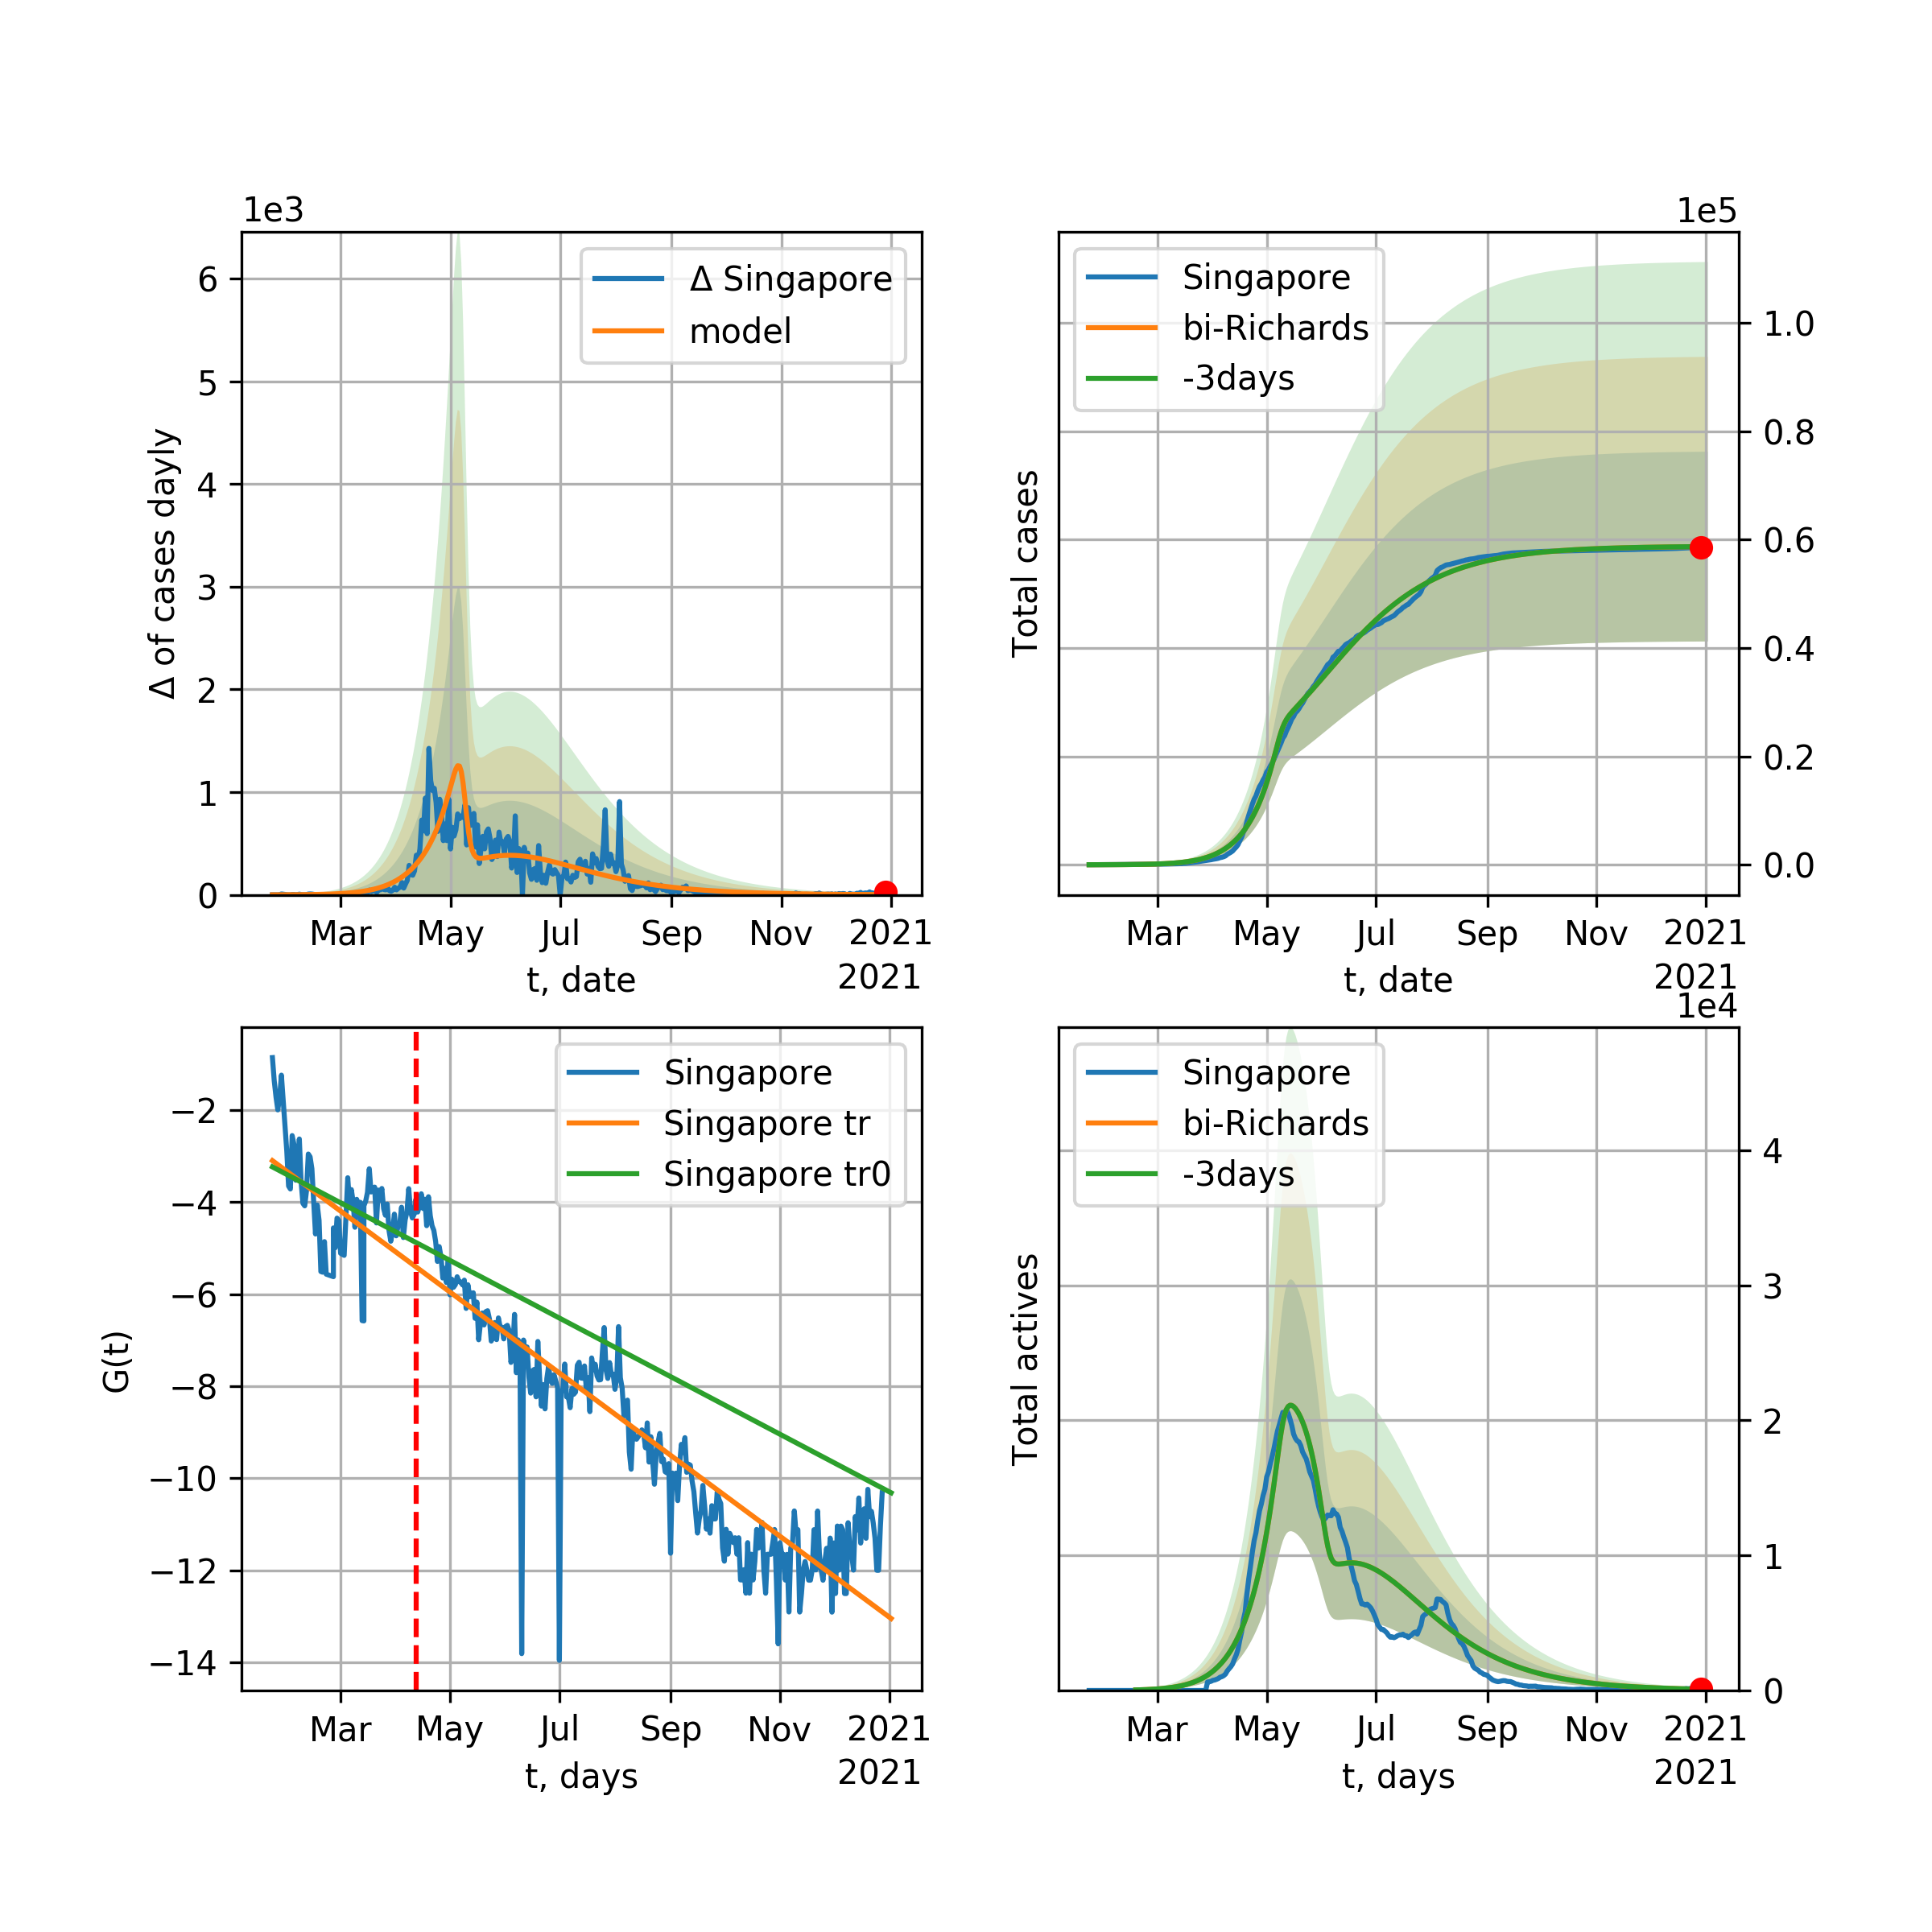 1e3
Δ of cases dayly
6
5
4
3
2
1
0
Δ Singapore
model
Mar May Jul Sep Nov 2021
t, date
2021
1e5
Total cases
Singapore
bi-Richards
-3days
1.0
0.8
0.6
0.4
0.2
0.0
Mar May Jul Sep Nov 2021
t, date
2021
G(t)
−2
−4
−6
−8
−10
−12
−14
Singapore
Singapore tr
Singapore tr0
Mar May Jul Sep Nov 2021
t, days
2021
1e4
Total actives
Singapore
bi-Richards
-3days
4
3
2
1
0
Mar May Jul Sep Nov 2021
t, days
2021